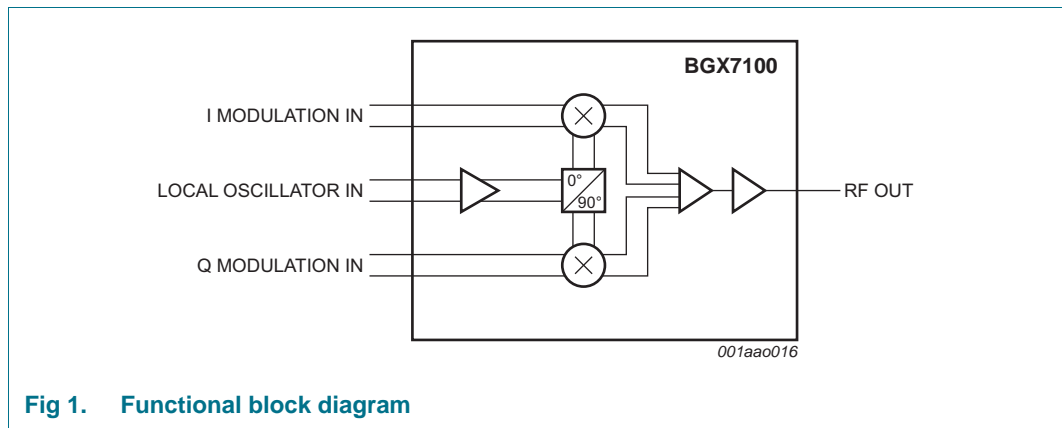 BGX7100
I MODULATION IN
0°
LOCAL OSCILLATOR IN
RF OUT
90°
Q MODULATION IN
001aao016
Fig 1. Functional block diagram